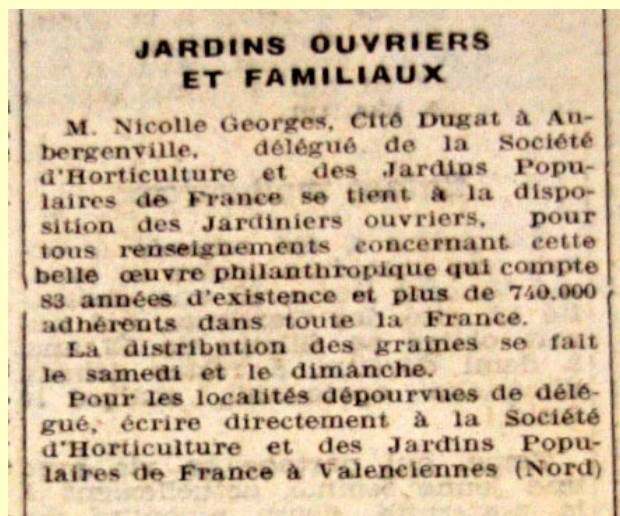 JARDINS OUVRIERS
ET FAMILIAUX
M. Nicolle Georges, Cité Dugat à Au-
bergenville, délégué de la Société
d'Horticulture et des Jardins Popu-
laires de France se tient à la dispo-
sition des Jardiniers ouvriers, pour
tous renseignements concernant cette
belle œuvre philanthropique qui compte
83 années d'existence et plus de 740.000
adhérents dans toute la France.
La distribution des graines se fait
le samedi et le dimanche.
Pour les localités dépourvues de délé-
gué, écrire directement à la Société
d'Horticulture et des Jardins Popu-
laires de France à Valenciennes (Nord)